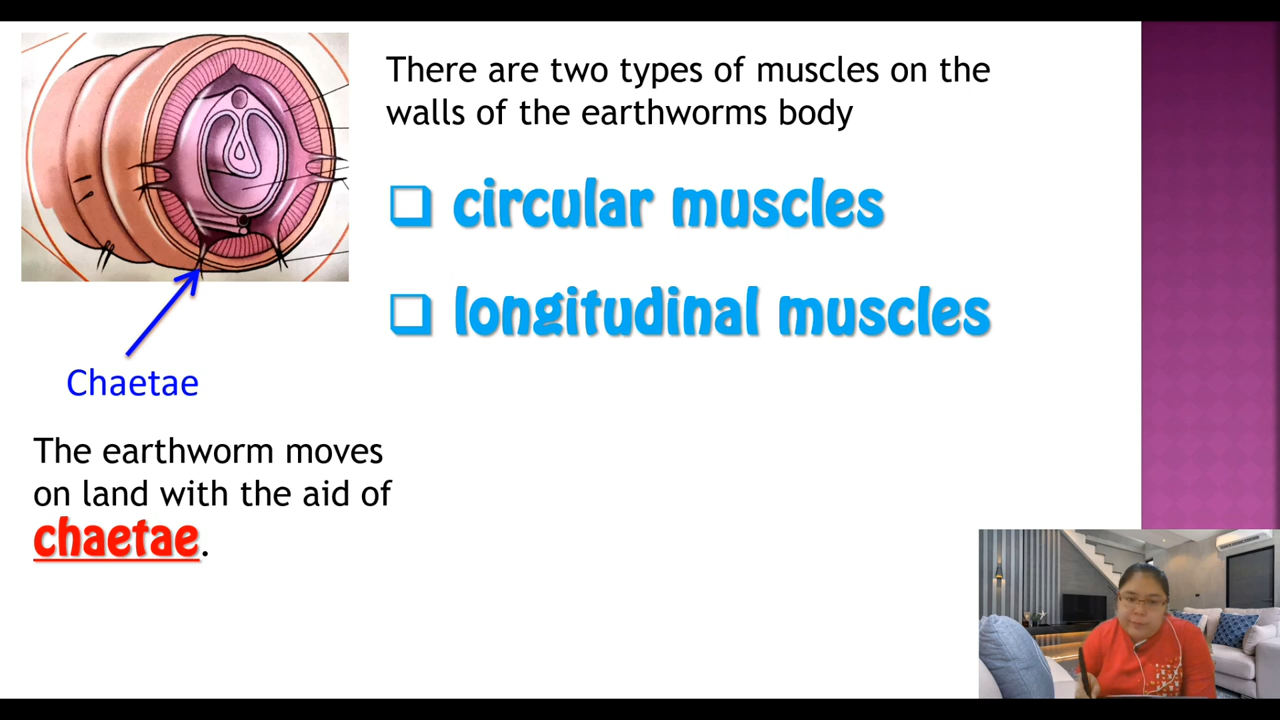 There are two types of muscles on the
walls of the earthworms body
circular muscles
longitudinal muscles
Chaetae
The earthworm moves
on land with the aid of
chaetae.